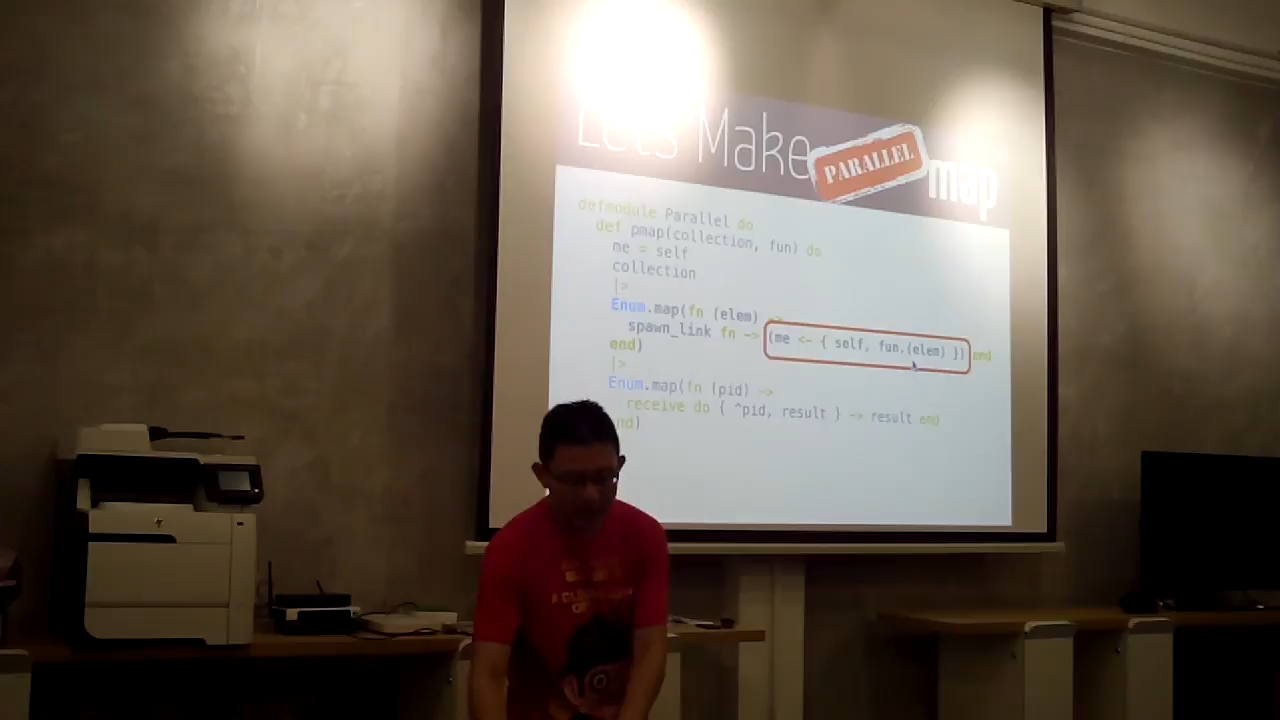 Lets Make PARALLEL map
defmodule Parallel do
def pmap(collection, fun) do
me = self
collection
|>
Enum.map(fn (elem) ->
spawn_link fn -> (me <- { self, fun.(elem) }) end
end)
|>
Enum.map(fn (pid) ->
receive do { ^pid, result } -> result end
nd)